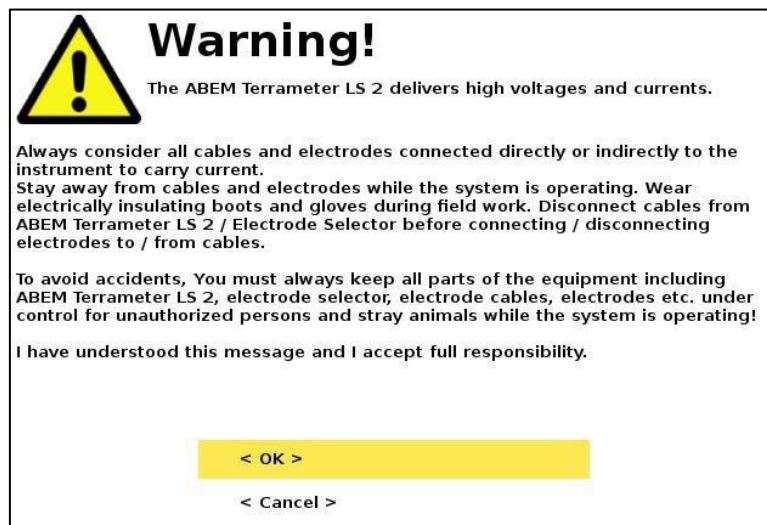 Warning!
The ABEM Terrameter LS 2 delivers high voltages and currents.
Always consider all cables and electrodes connected directly or indirectly to the
instrument to carry current.
Stay away from cables and electrodes while the system is operating. Wear
electrically insulating boots and gloves during field work. Disconnect cables from
ABEM Terrameter LS 2 / Electrode Selector before connecting / disconnecting
electrodes to / from cables.
To avoid accidents, You must always keep all parts of the equipment including
ABEM Terrameter LS 2, electrode selector, electrode cables, electrodes etc. under
control for unauthorized persons and stray animals while the system is operating!
I have understood this message and I accept full responsibility.
< OK >
< Cancel >